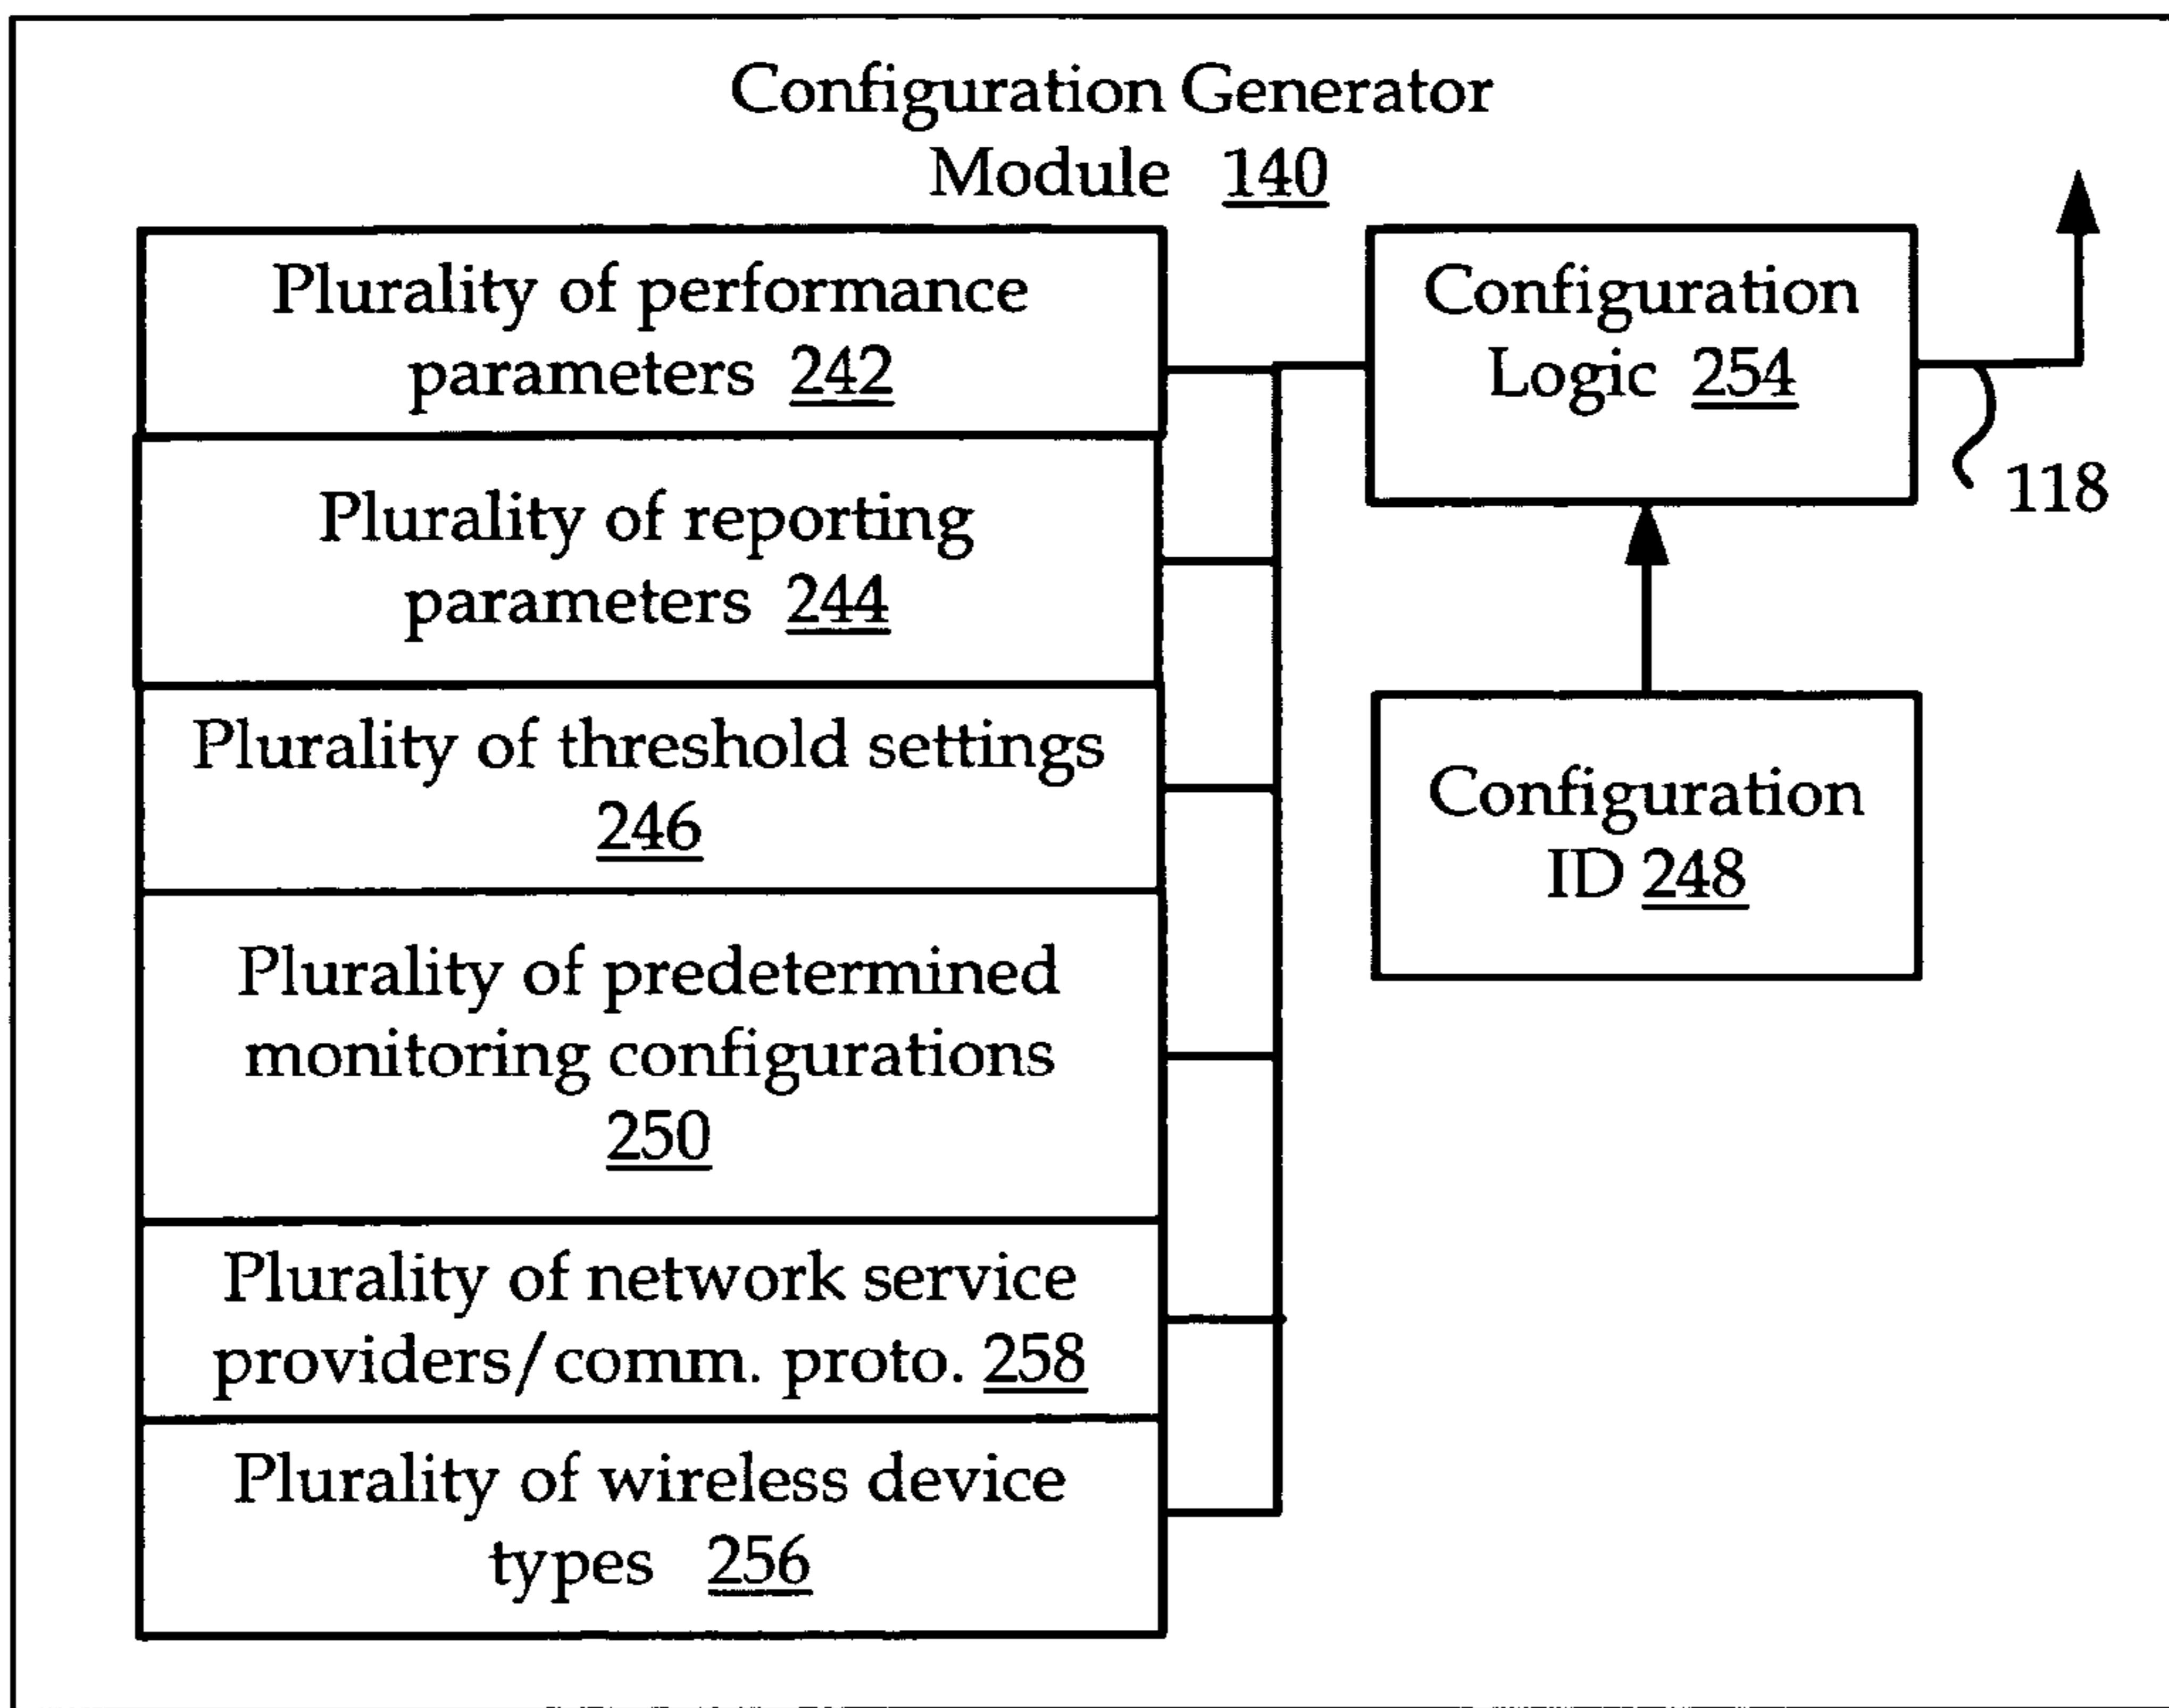 Configuration Generator
Module 140
Plurality of performance
parameters 242
Plurality of reporting
parameters 244
Plurality of threshold settings
246
Plurality of predetermined
monitoring configurations
250
Plurality of network service
providers/comm. proto. 258
Plurality of wireless device
types 256
Configuration
Logic 254
118
Configuration
ID 248